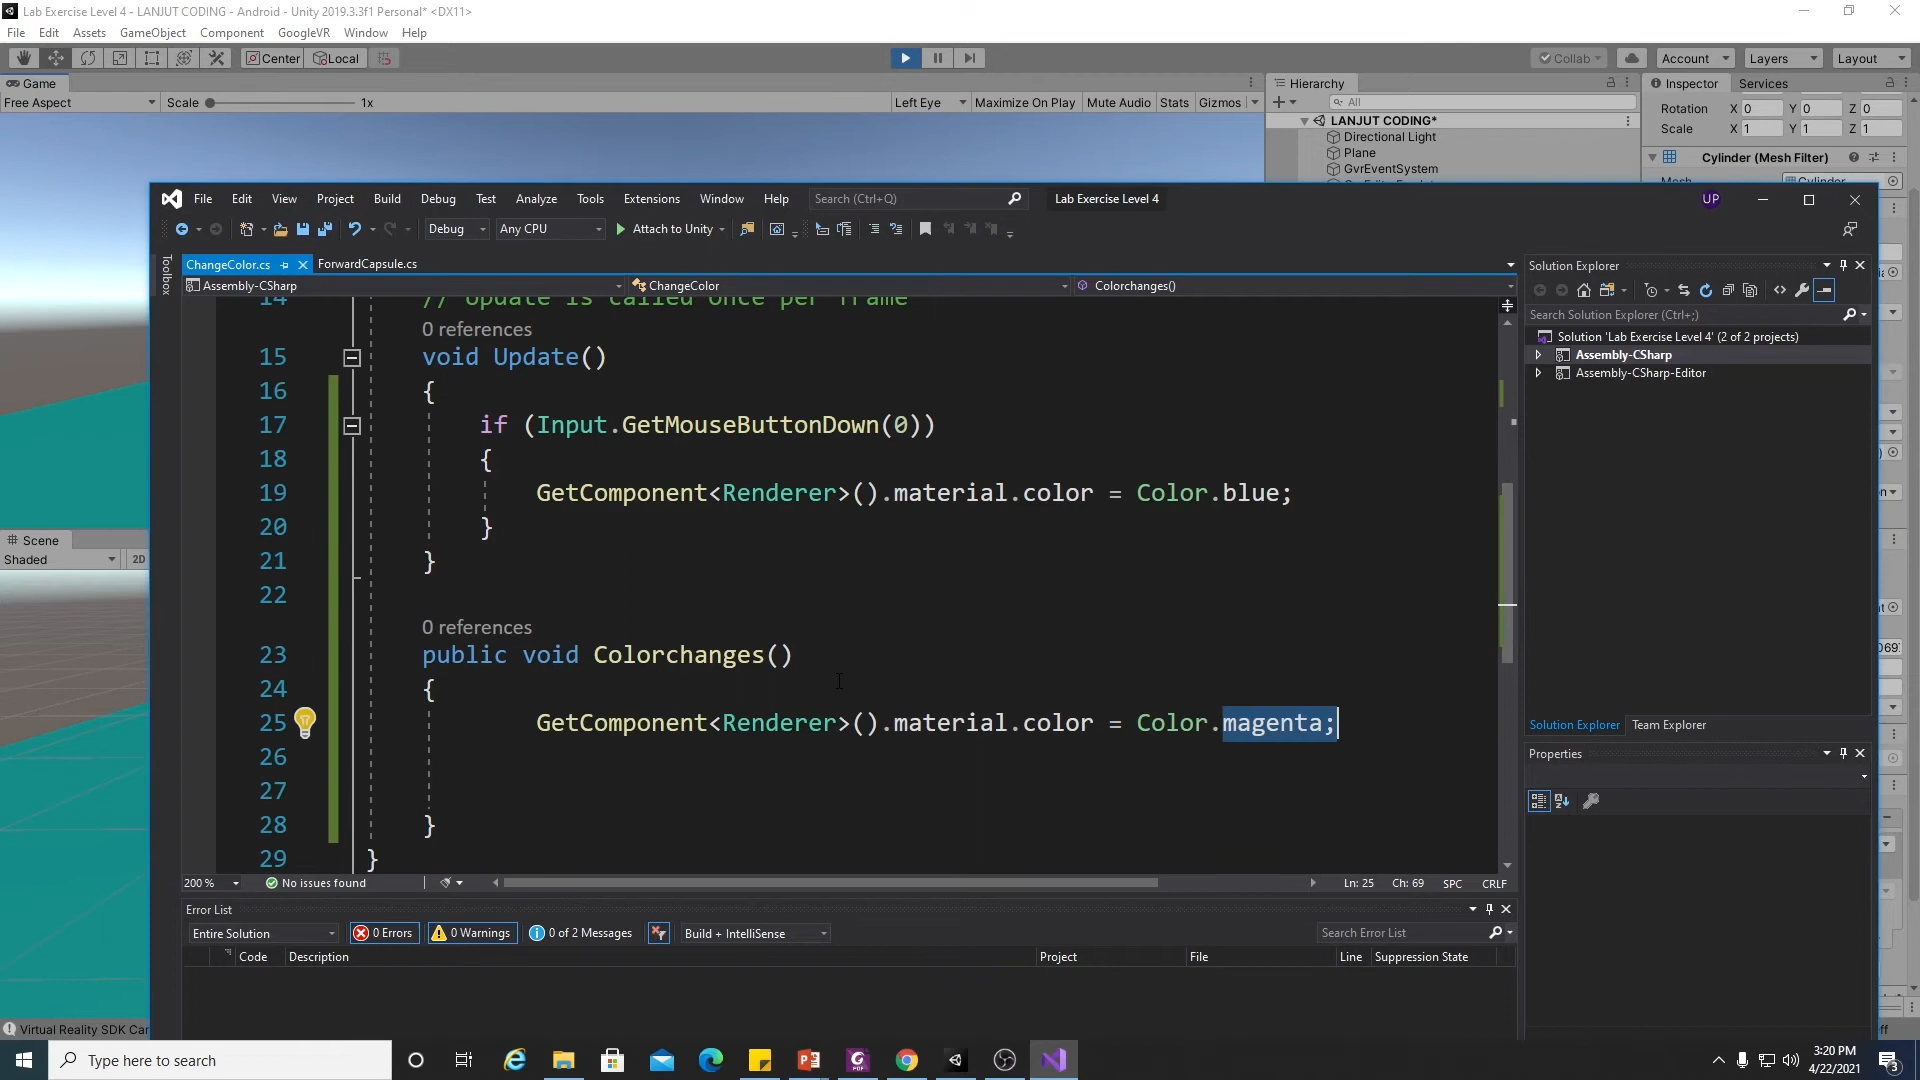 Lab Exercise Level 4 - LANJUT CODING - Android - Unity 2019.3.3f1 Personal* <DX11>
File Edit Assets GameObject Component GoogleVR Window Help
Center Local Collab Account Layers Layout
Game Hierarchy Inspector Services
Free Aspect Scale 1x Left Eye Maximize On Play Mute Audio Stats Gizmos All
Rotation X 0 Y 0 Z 0
LANJUT CODING*
Scale X 1 Y 1 Z 1
Directional Light
Plane
Cylinder (Mesh Filter)
GvrEventSystem
File Edit View Project Build Debug Test Analyze Tools Extensions Window Help Search (Ctrl+Q) Lab Exercise Level 4 UP
Debug Any CPU Attach to Unity
Toolbox
ChangeColor.cs ForwardCapsule.cs
Assembly-CSharp ChangeColor Colorchanges()
14 // Update is called once per frame
0 references
15 void Update()
16 {
17 if (Input.GetMouseButtonDown(0))
18 {
19 GetComponent<Renderer>().material.color = Color.blue;
20 }
21 }
22
0 references
23 public void Colorchanges()
24 {
25 GetComponent<Renderer>().material.color = Color.magenta;
26
27
28 }
29 }
200 % No issues found Ln: 25 Ch: 69 SPC CRLF
Scene
Shaded 2D
Solution Explorer
Search Solution Explorer (Ctrl+;)
Solution 'Lab Exercise Level 4' (2 of 2 projects)
Assembly-CSharp
Assembly-CSharp-Editor
Solution Explorer Team Explorer
Properties
Error List
Entire Solution 0 Errors 0 Warnings 0 of 2 Messages Build + IntelliSense Search Error List
Code Description Project File Line Suppression State
Virtual Reality SDK
Type here to search
3:20 PM
4/22/2021
3